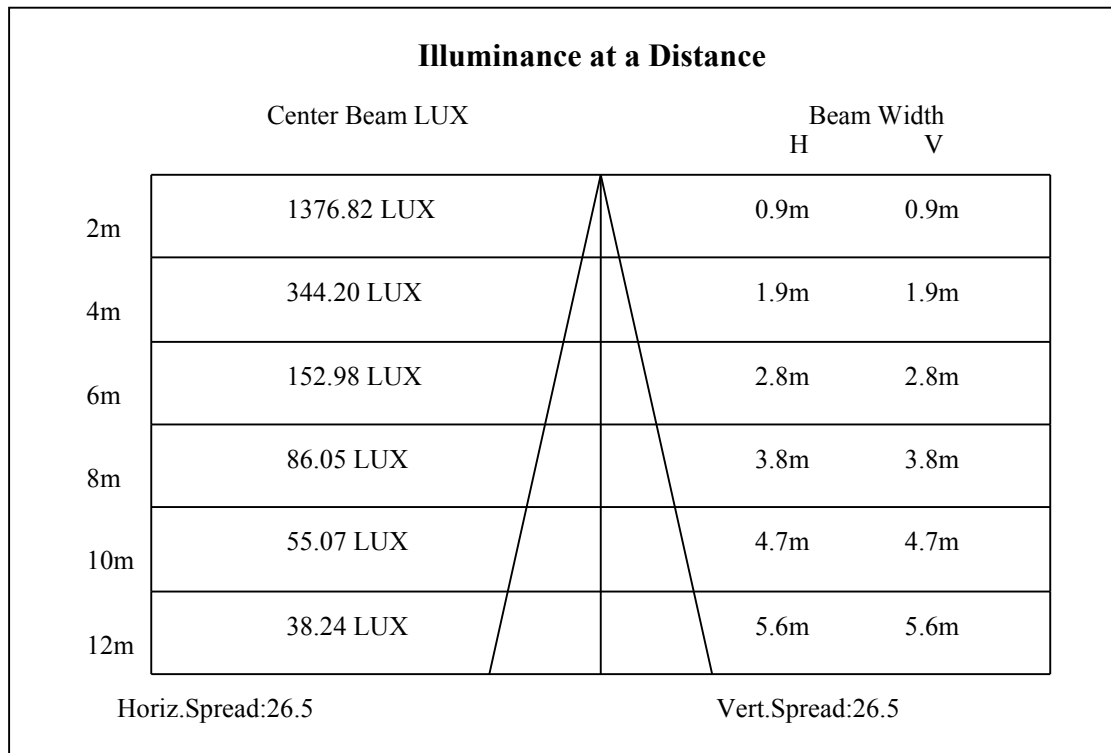 Illuminance at a Distance
Center Beam LUX Beam Width
H V
2m 1376.82 LUX 0.9m 0.9m
4m 344.20 LUX 1.9m 1.9m
6m 152.98 LUX 2.8m 2.8m
8m 86.05 LUX 3.8m 3.8m
10m 55.07 LUX 4.7m 4.7m
12m 38.24 LUX 5.6m 5.6m
Horiz.Spread:26.5 Vert.Spread:26.5